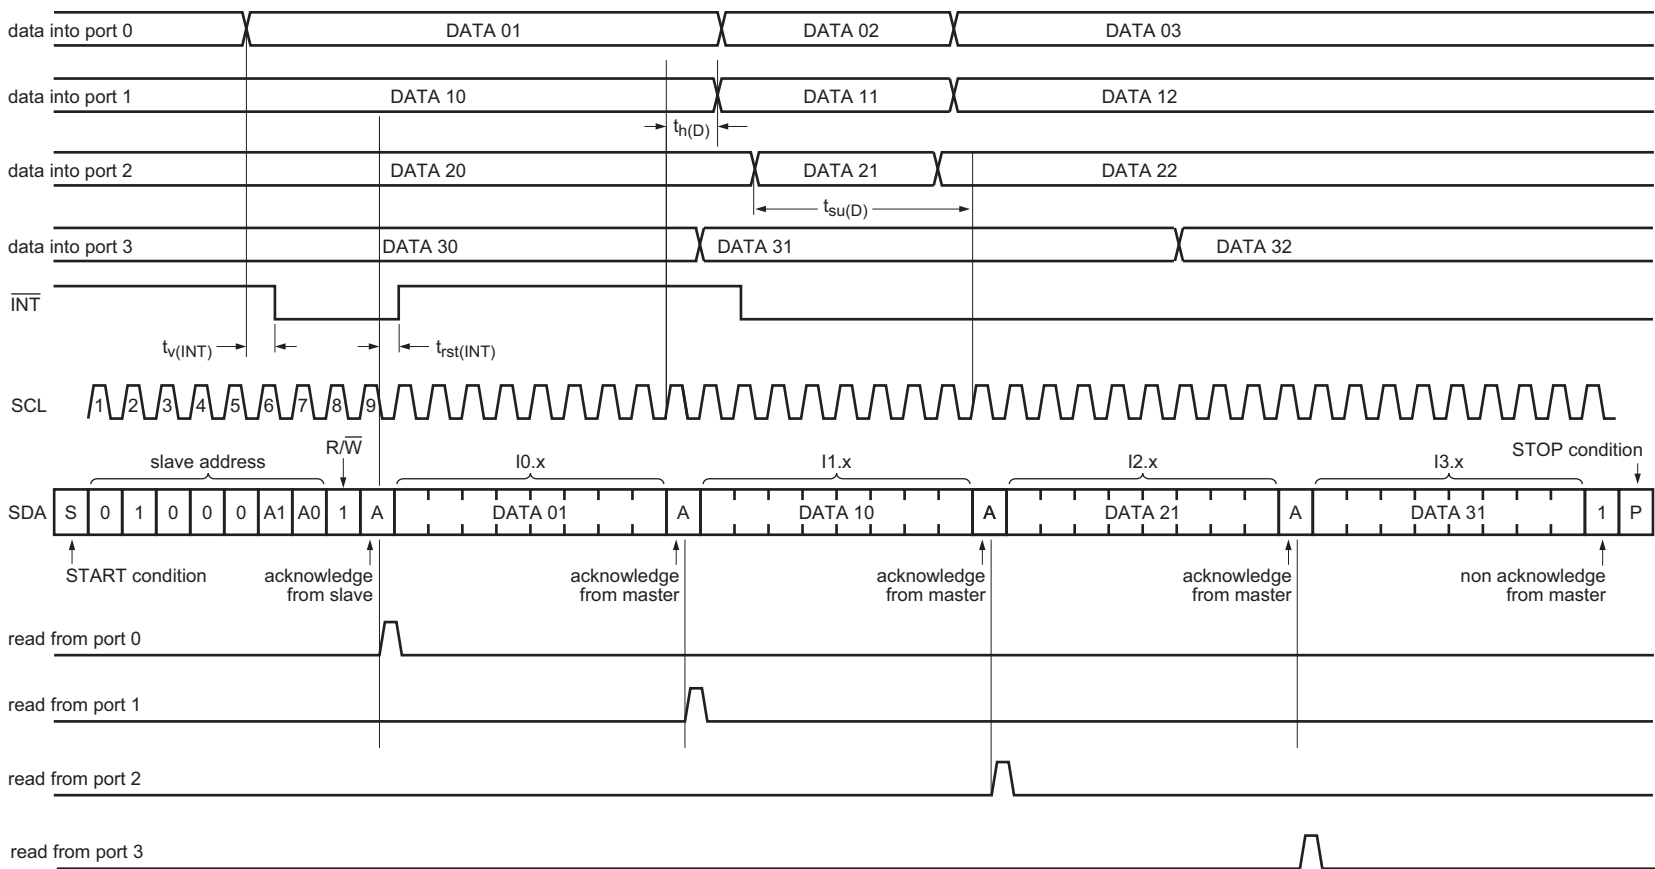 data into port 0 DATA 01 DATA 02 DATA 03
data into port 1 DATA 10 DATA 11 DATA 12
th(D)
data into port 2 DATA 20 DATA 21 DATA 22
tsu(D)
data into port 3 DATA 30 DATA 31 DATA 32
INT
tv(INT) trst(INT)
SCL 1 2 3 4 5 6 7 8 9
R/W STOP condition
slave address I0.x I1.x I2.x I3.x
SDA S 0 1 0 0 0 A1 A0 1 A DATA 01 A DATA 10 A DATA 21 A DATA 31 1 P
START condition acknowledge acknowledge acknowledge acknowledge non acknowledge
from slave from master from master from master from master
read from port 0
read from port 1
read from port 2
read from port 3